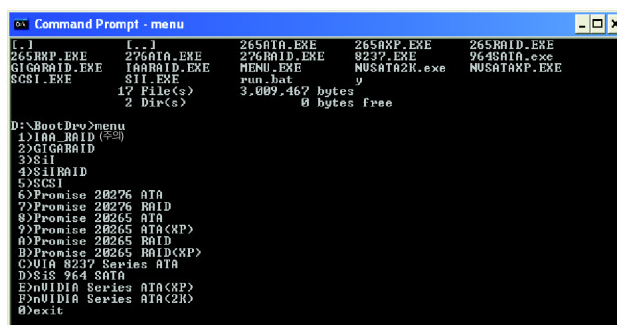 Command Prompt - menu
[.] [..] 265ATA.EXE 265AXP.EXE 265RAID.EXE
265RXP.EXE 276ATA.EXE 276RAID.EXE 8237.EXE 964SATA.exe
GIGARAID.EXE IAARAID.EXE MENU.EXE NVSATA2K.exe NVSATAXP.EXE
SCSI.EXE SII.EXE run.bat y
17 File(s) 3,009,467 bytes
2 Dir(s) 0 bytes free
D:\BootDrv>menu
1)IAA_RAID (주의)
2)GIGARAID
3)SiI
4)SiIRAID
5)SCSI
6)Promise 20276 ATA
7)Promise 20276 RAID
8)Promise 20265 ATA
9)Promise 20265 ATA(XP)
A)Promise 20265 RAID
B)Promise 20265 RAID(XP)
C)VIA 8237 Series ATA
D)SiS 964 SATA
E)nVIDIA Series ATA(XP)
F)nVIDIA Series ATA(2K)
0)exit